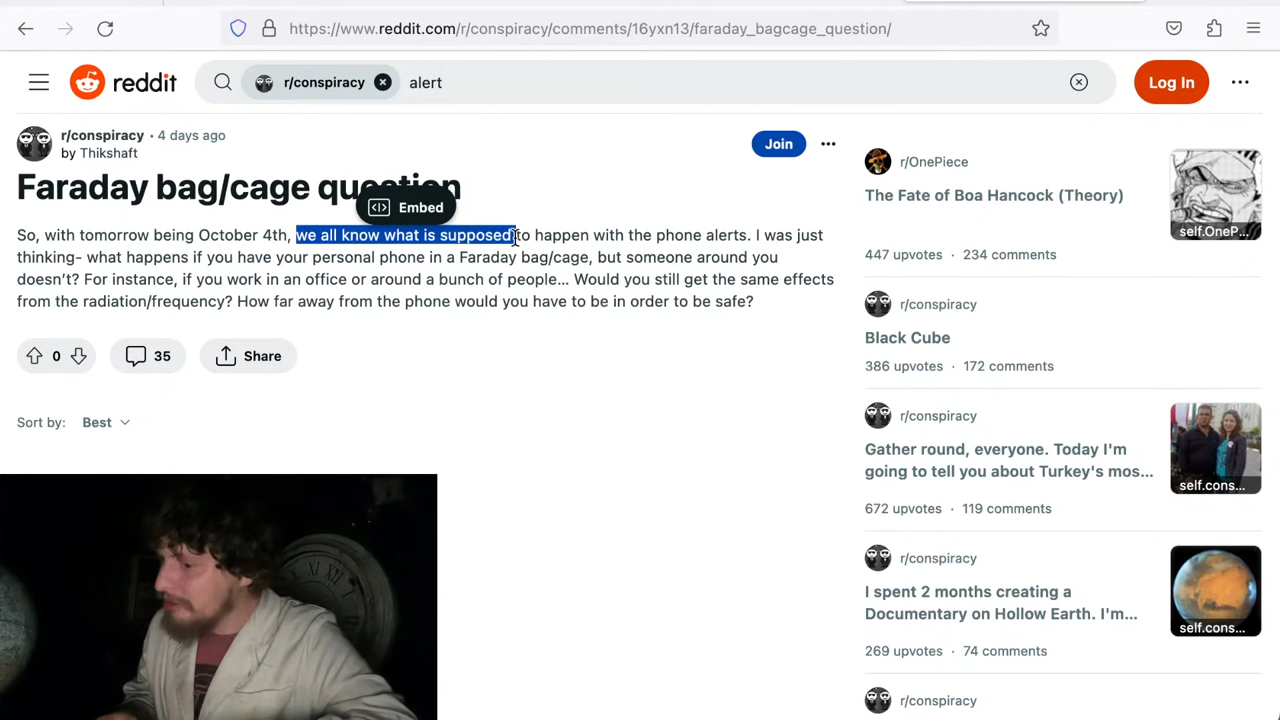 https://www.reddit.com/r/conspiracy/comments/16yxn13/faraday_bagcage_question/
reddit
r/conspiracy
alert
Log In
r/conspiracy • 4 days ago
by Thikshaft
Join
Faraday bag/cage question
Embed
So, with tomorrow being October 4th, we all know what is supposed to happen with the phone alerts. I was just
thinking- what happens if you have your personal phone in a Faraday bag/cage, but someone around you
doesn’t? For instance, if you work in an office or around a bunch of people... Would you still get the same effects
from the radiation/frequency? How far away from the phone would you have to be in order to be safe?
0
35
Share
Sort by: Best
r/OnePiece
The Fate of Boa Hancock (Theory)
self.OneP...
447 upvotes · 234 comments
r/conspiracy
Black Cube
386 upvotes · 172 comments
r/conspiracy
Gather round, everyone. Today I'm
going to tell you about Turkey's mos...
self.cons...
672 upvotes · 119 comments
r/conspiracy
I spent 2 months creating a
Documentary on Hollow Earth. I'm...
self.cons...
269 upvotes · 74 comments
r/conspiracy